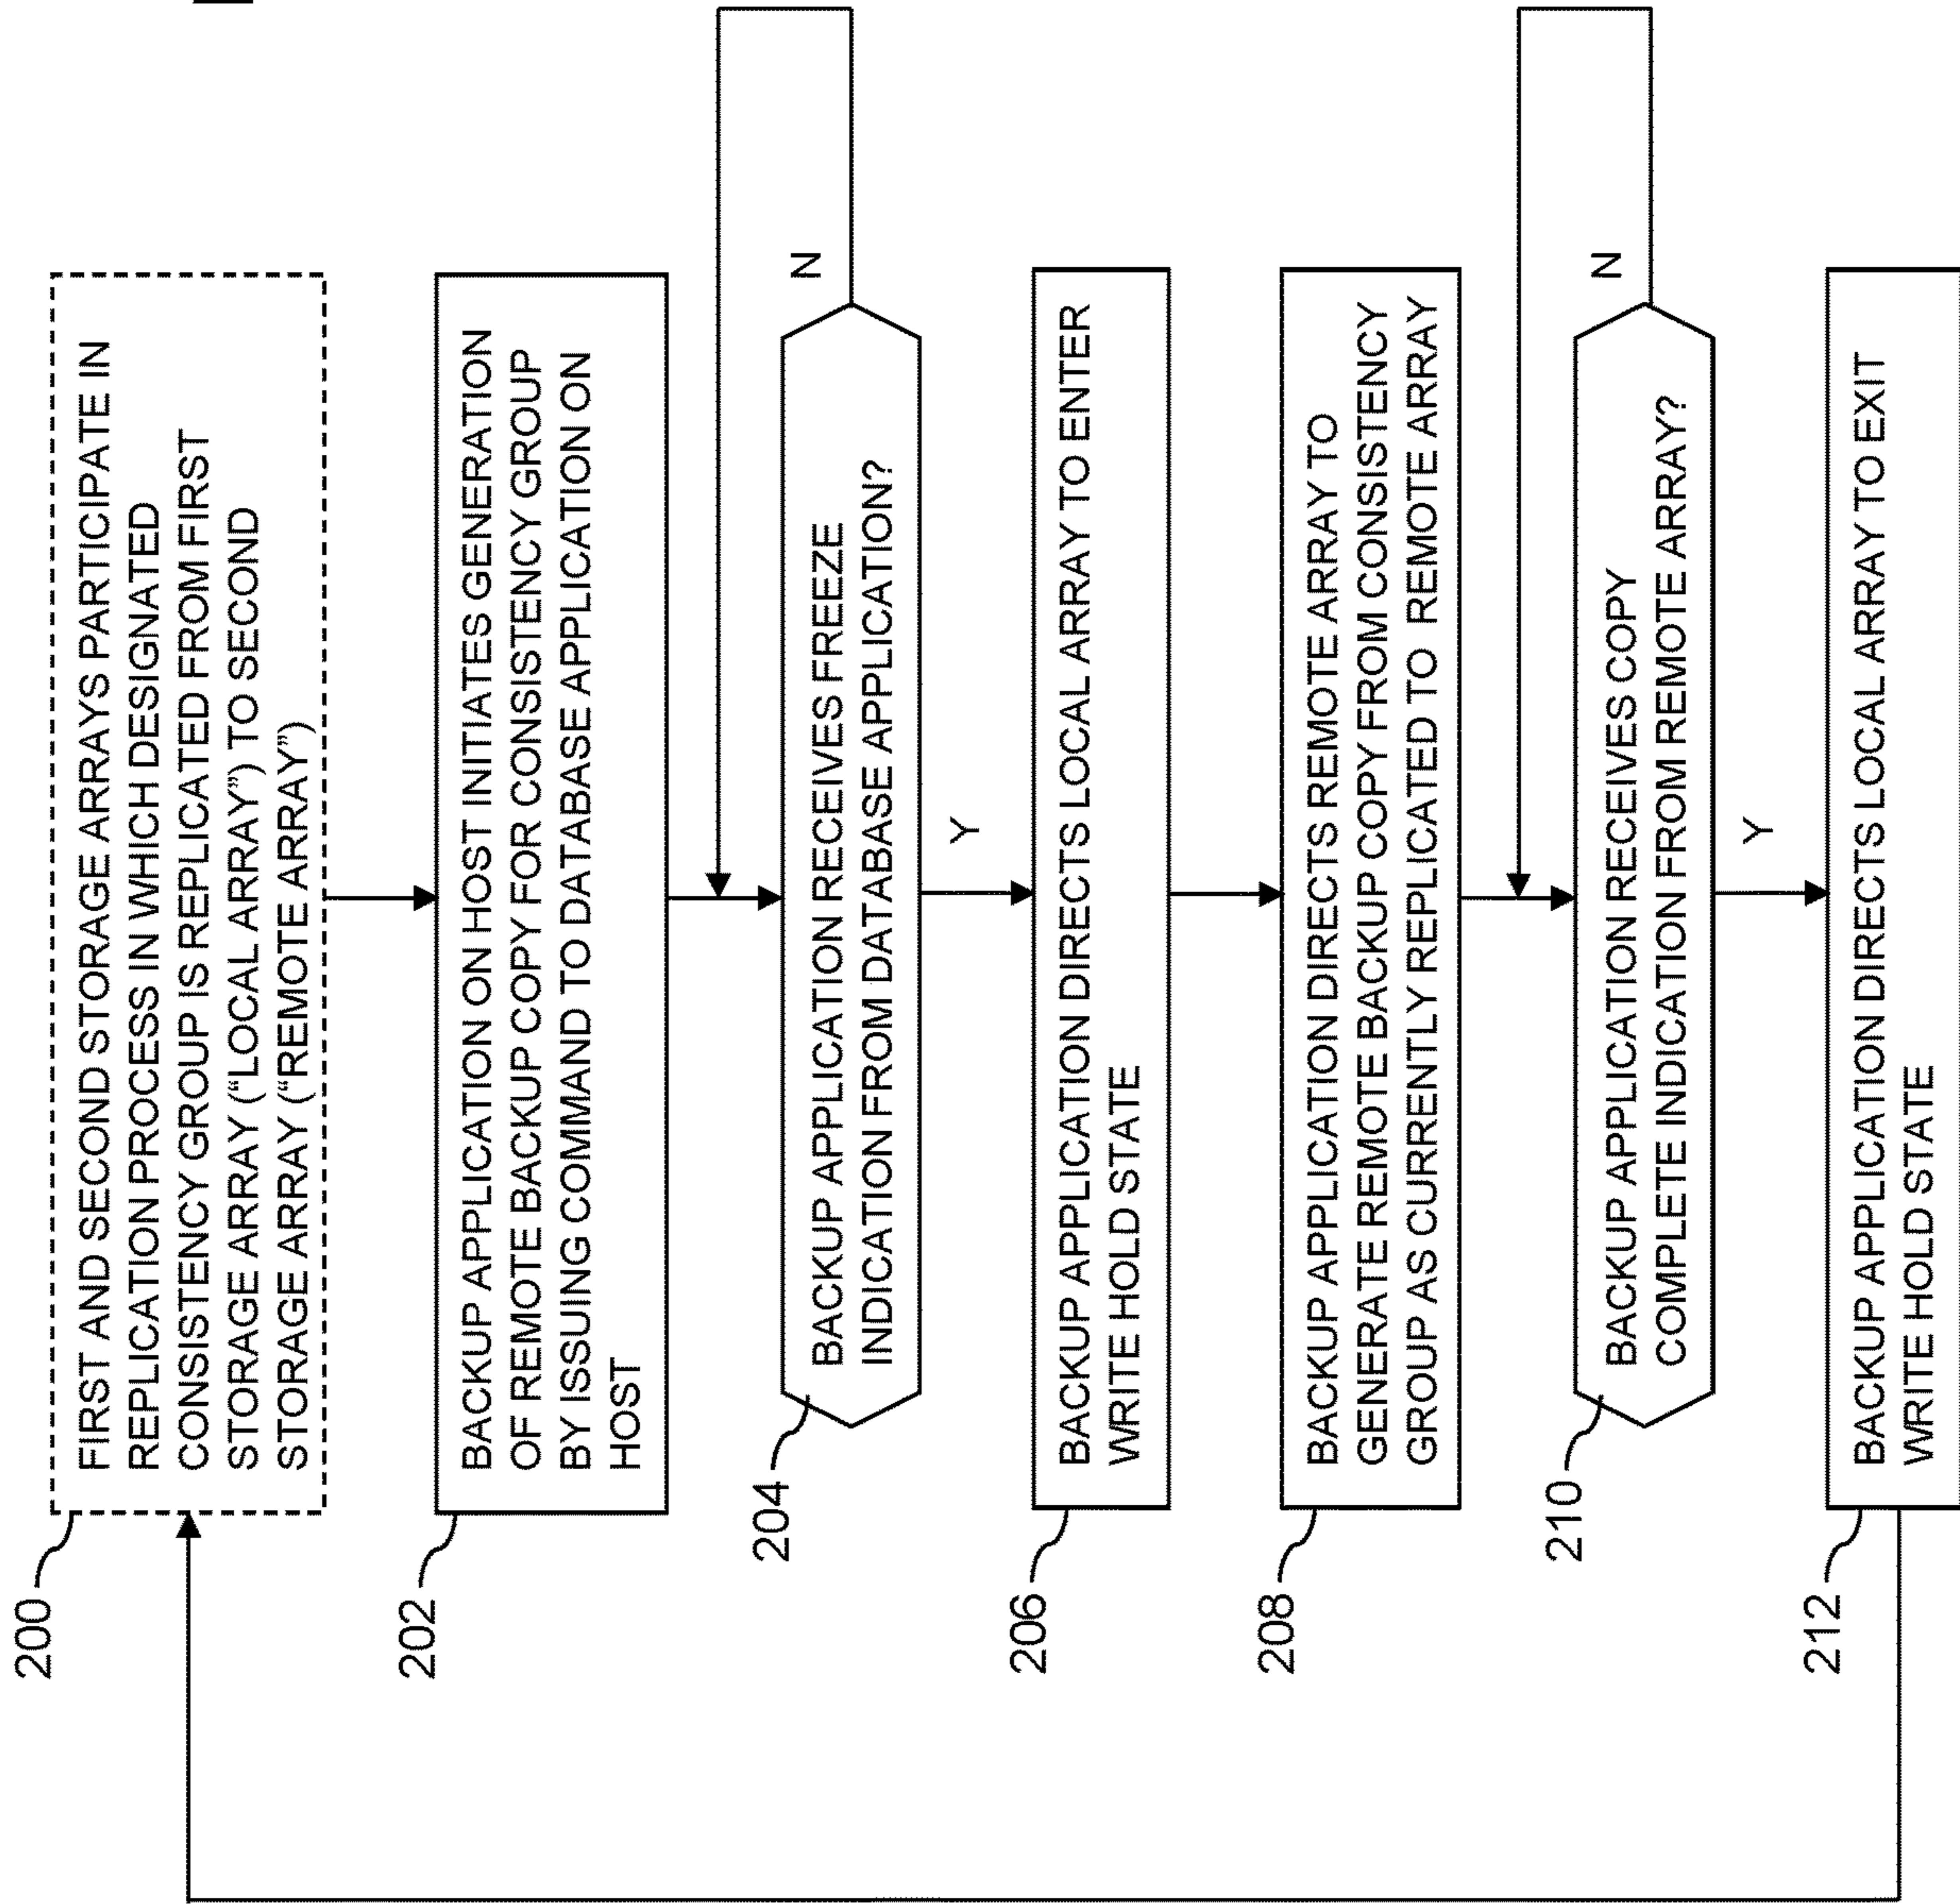 200
FIRST AND SECOND STORAGE ARRAYS PARTICIPATE IN
REPLICATION PROCESS IN WHICH DESIGNATED
CONSISTENCY GROUP IS REPLICATED FROM FIRST
STORAGE ARRAY (“LOCAL ARRAY”) TO SECOND
STORAGE ARRAY (“REMOTE ARRAY”)
202
BACKUP APPLICATION ON HOST INITIATES GENERATION
OF REMOTE BACKUP COPY FOR CONSISTENCY GROUP
BY ISSUING COMMAND TO DATABASE APPLICATION ON
HOST
204
BACKUP APPLICATION RECEIVES FREEZE
INDICATION FROM DATABASE APPLICATION?
N
Y
206
BACKUP APPLICATION DIRECTS LOCAL ARRAY TO ENTER
WRITE HOLD STATE
208
BACKUP APPLICATION DIRECTS REMOTE ARRAY TO
GENERATE REMOTE BACKUP COPY FROM CONSISTENCY
GROUP AS CURRENTLY REPLICATED TO REMOTE ARRAY
210
BACKUP APPLICATION RECEIVES COPY
COMPLETE INDICATION FROM REMOTE ARRAY?
N
Y
212
BACKUP APPLICATION DIRECTS LOCAL ARRAY TO EXIT
WRITE HOLD STATE